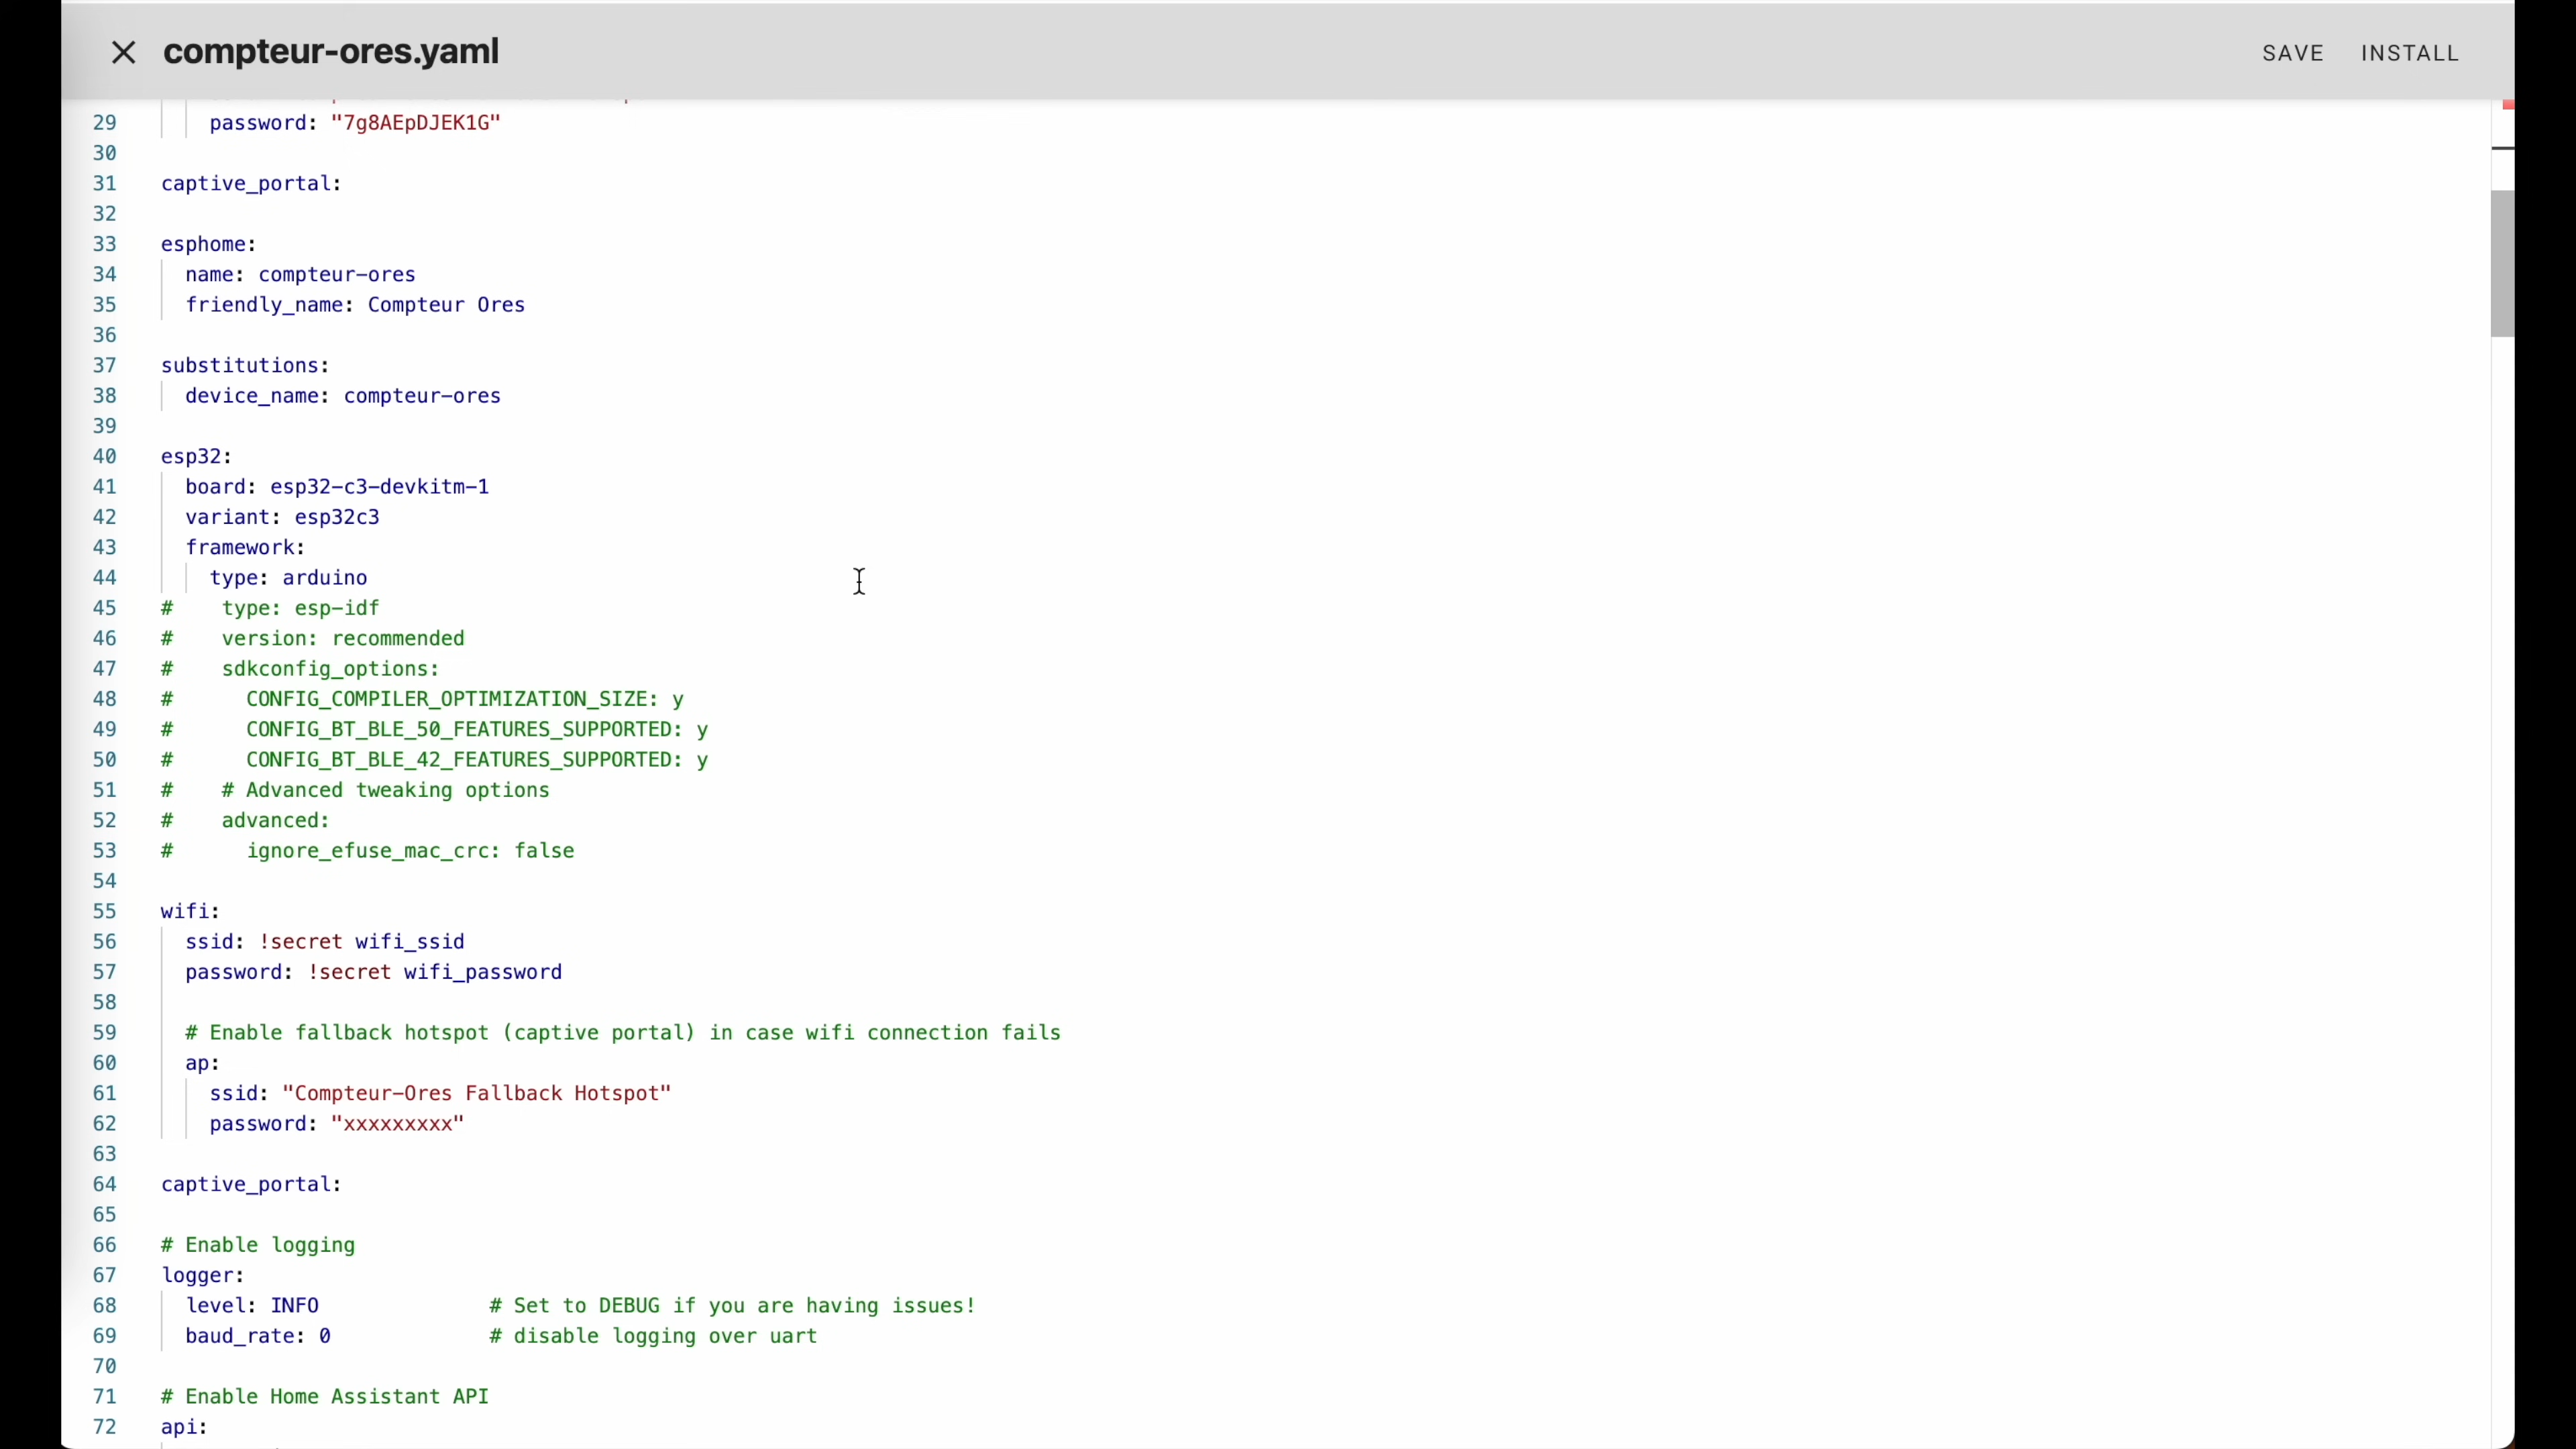 compteur-ores.yaml
SAVE INSTALL
29 password: "7g8AEpDJEK1G"
30
31 captive_portal:
32
33 esphome:
34 name: compteur-ores
35 friendly_name: Compteur Ores
36
37 substitutions:
38 device_name: compteur-ores
39
40 esp32:
41 board: esp32-c3-devkitm-1
42 variant: esp32c3
43 framework:
44 type: arduino
45 # type: esp-idf
46 # version: recommended
47 # sdkconfig_options:
48 # CONFIG_COMPILER_OPTIMIZATION_SIZE: y
49 # CONFIG_BT_BLE_50_FEATURES_SUPPORTED: y
50 # CONFIG_BT_BLE_42_FEATURES_SUPPORTED: y
51 # # Advanced tweaking options
52 # advanced:
53 # ignore_efuse_mac_crc: false
54
55 wifi:
56 ssid: !secret wifi_ssid
57 password: !secret wifi_password
58
59 # Enable fallback hotspot (captive portal) in case wifi connection fails
60 ap:
61 ssid: "Compteur-Ores Fallback Hotspot"
62 password: "xxxxxxxxx"
63
64 captive_portal:
65
66 # Enable logging
67 logger:
68 level: INFO # Set to DEBUG if you are having issues!
69 baud_rate: 0 # disable logging over uart
70
71 # Enable Home Assistant API
72 api: